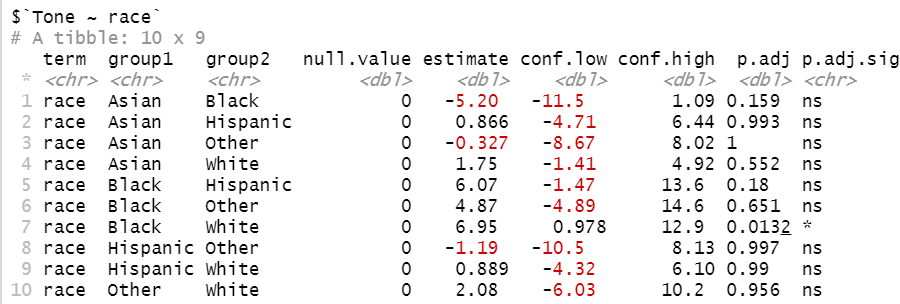 $`Tone ~ race`
# A tibble: 10 x 9
term group1 group2 null.value estimate conf.low conf.high p.adj p.adj.sig
* <chr> <chr> <chr> <dbl> <dbl> <dbl> <dbl> <dbl> <chr>
1 race Asian Black 0 -5.20 -11.5 1.09 0.159 ns
2 race Asian Hispanic 0 0.866 -4.71 6.44 0.993 ns
3 race Asian Other 0 -0.327 -8.67 8.02 1 ns
4 race Asian White 0 1.75 -1.41 4.92 0.552 ns
5 race Black Hispanic 0 6.07 -1.47 13.6 0.18 ns
6 race Black Other 0 4.87 -4.89 14.6 0.651 ns
7 race Black White 0 6.95 0.978 12.9 0.0132 *
8 race Hispanic Other 0 -1.19 -10.5 8.13 0.997 ns
9 race Hispanic White 0 0.889 -4.32 6.10 0.99 ns
10 race Other White 0 2.08 -6.03 10.2 0.956 ns